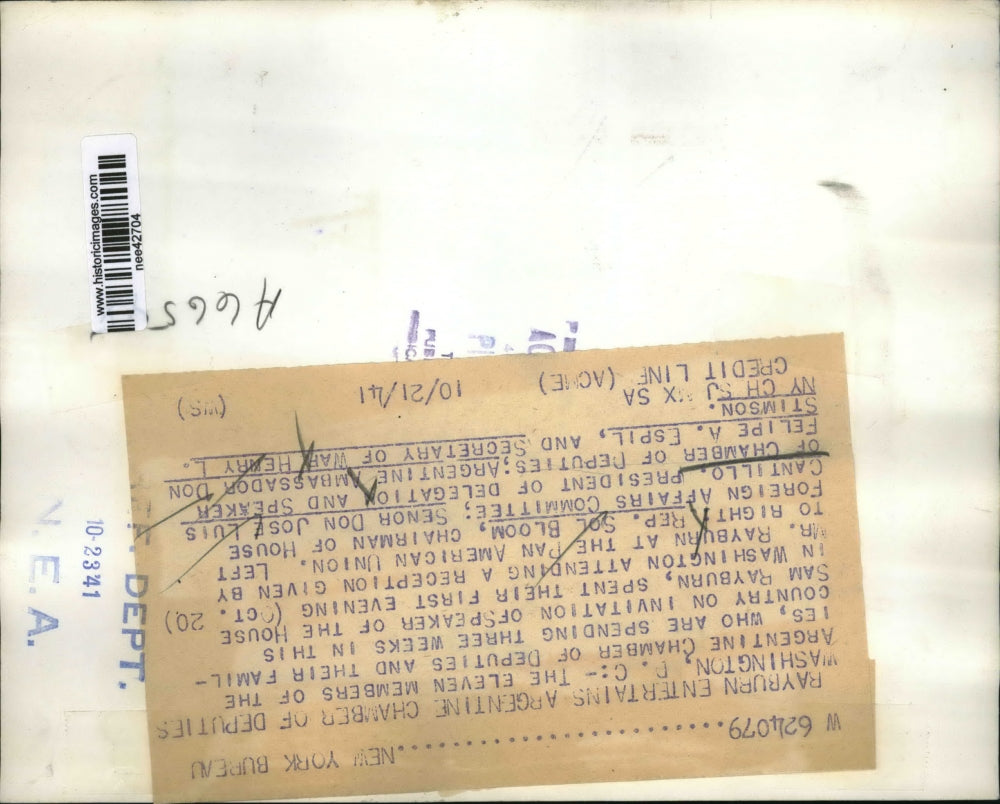 W 624079..............................NEW YORK BUREAU
RAYBURN ENTERTAINS ARGENTINE CHAMBER OF DEPUTIES
WASHINGTON, D. C:- THE ELEVEN MEMBERS OF THE
ARGENTINE CHAMBER OF DEPUTIES AND THEIR FAMIL-
IES, WHO ARE SPENDING THREE WEEKS IN THIS
COUNTRY ON INVITATION OFSPEAKER OF THE HOUSE
SAM RAYBURN, SPENT THEIR FIRST EVENING (OCT. 20)
IN WASHINGTON ATTENDING A RECEPTION GIVEN BY
MR. RAYBURN AT THE PAN AMERICAN UNION. LEFT
TO RIGHT, REP. SOL BLOOM, CHAIRMAN OF HOUSE
FOREIGN AFFAIRS COMMITTEE; SENOR DON JOSE LUIS
CANTILLO, PRESIDENT OF DELEGATION AND SPEAKER
OF CHAMBER OF DEPUTIES; ARGENTINE AMBASSADOR DON
FELIPE A. ESPIL, AND SECRETARY OF WAR HENRY L.
STIMSON.
NY CH SJ X SA
CREDIT LINE (ACME) 10/21/41 (WS)
A665
www.historicimages.com
nee42704
DEPT.
10-2341
N. E. A.